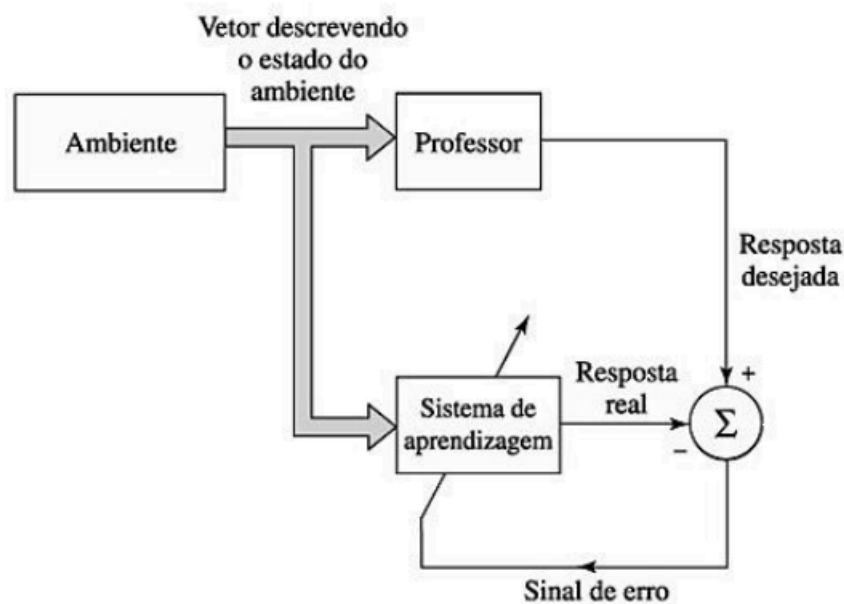 Vetor descrevendo
o estado do
ambiente
Ambiente
Professor
Resposta
desejada
Resposta
real
+
Sistema de
aprendizagem
Σ
−
Sinal de erro